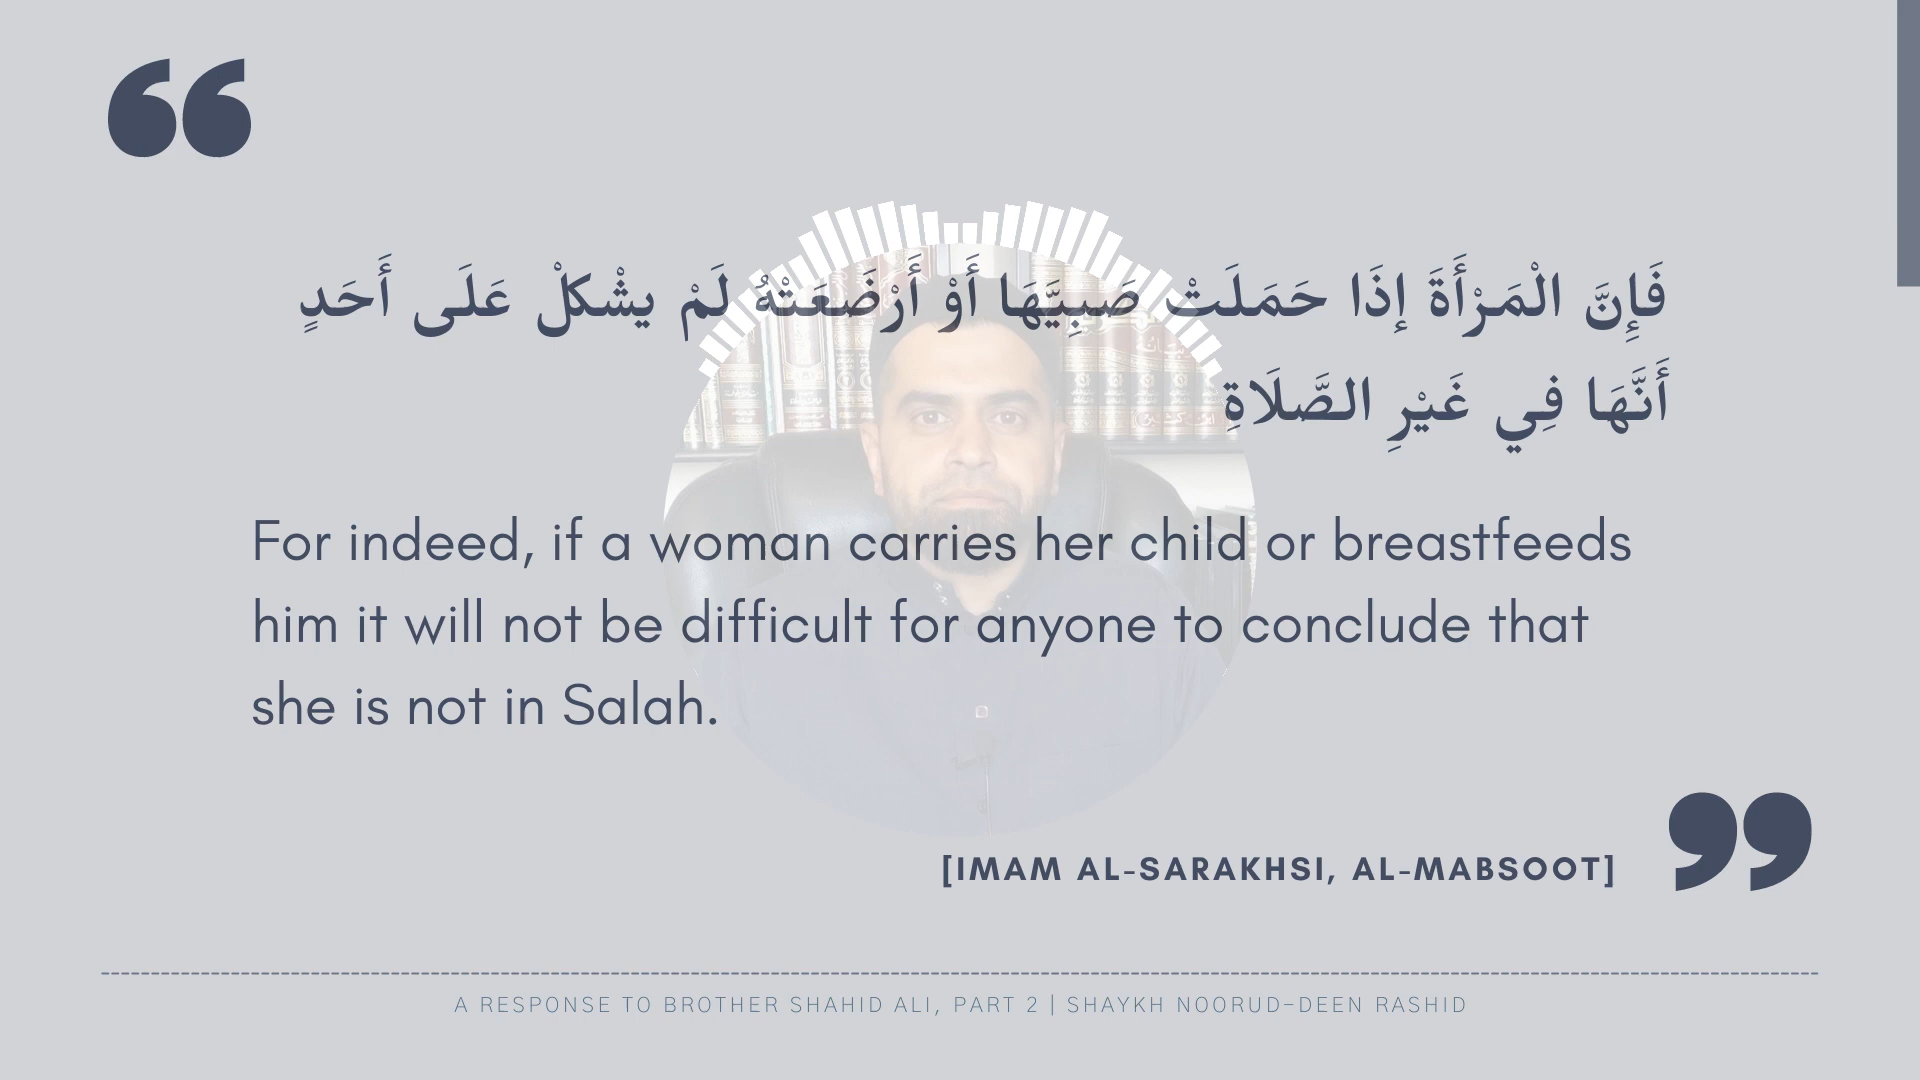 “
فَإِنَّ الْمَرْأَةَ إِذَا حَمَلَتْ صَبِيَّهَا أَوْ أَرْضَعَتْهُ لَمْ يشْكلْ عَلَى أَحَدٍ
أَنَّهَا فِي غَيْرِ الصَّلَاةِ
For indeed, if a woman carries her child or breastfeeds
him it will not be difficult for anyone to conclude that
she is not in Salah.
”
[IMAM AL-SARAKHSI, AL-MABSOOT]
A RESPONSE TO BROTHER SHAHID ALI, PART 2 | SHAYKH NOORUD-DEEN RASHID